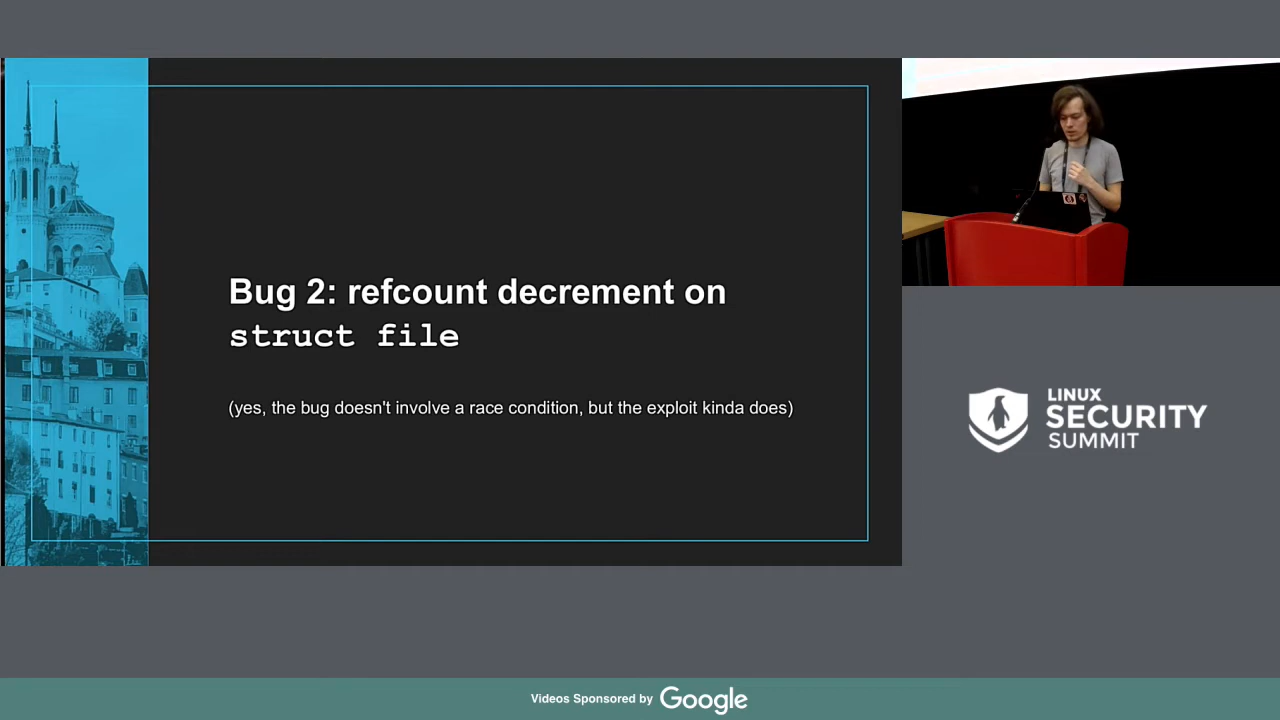 Bug 2: refcount decrement on
struct file
(yes, the bug doesn't involve a race condition, but the exploit kinda does)
LINUX
SECURITY
SUMMIT
Videos Sponsored by Google